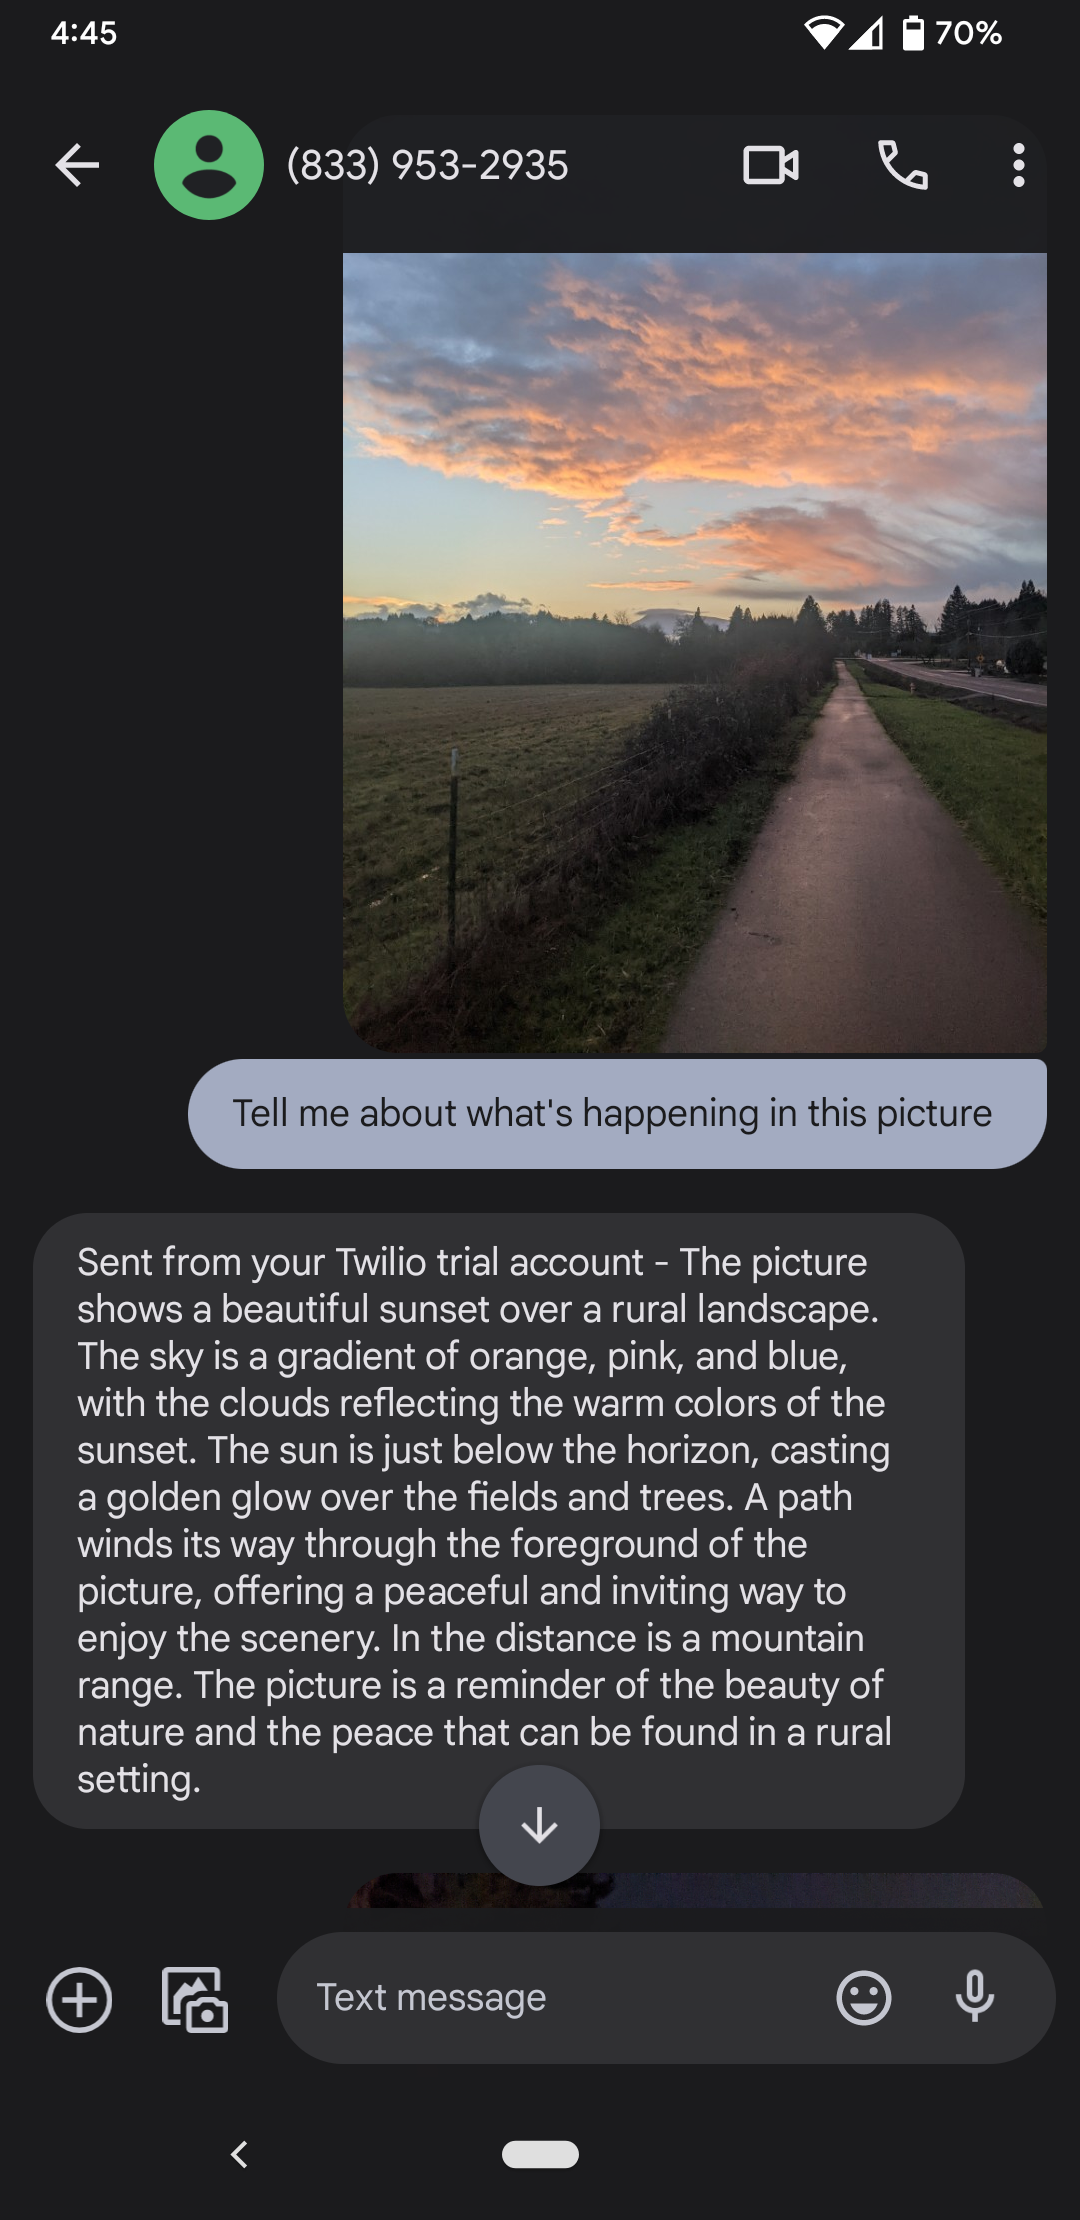 4:45
70%
(833) 953-2935
Tell me about what's happening in this picture
Sent from your Twilio trial account - The picture
shows a beautiful sunset over a rural landscape.
The sky is a gradient of orange, pink, and blue,
with the clouds reflecting the warm colors of the
sunset. The sun is just below the horizon, casting
a golden glow over the fields and trees. A path
winds its way through the foreground of the
picture, offering a peaceful and inviting way to
enjoy the scenery. In the distance is a mountain
range. The picture is a reminder of the beauty of
nature and the peace that can be found in a rural
setting.
Text message